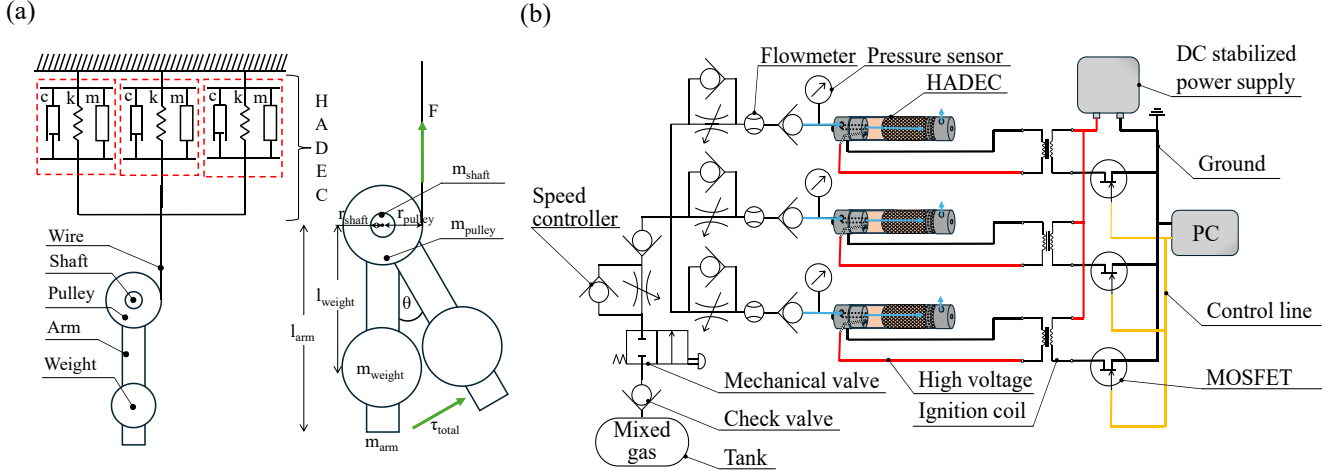 (a)
c k m c k m c k m
H
A
D
E
C
F
m_shaft
r_shaft r_pulley
m_pulley
Wire
Shaft
Pulley
Arm
Weight
l_weight
θ
l_arm
m_weight
m_arm
τ_total
(b)
Flowmeter
Pressure sensor
HADEC
DC stabilized
power supply
Ground
Speed
controller
PC
Control line
Mechanical valve
High voltage
MOSFET
Ignition coil
Check valve
Mixed
gas
Tank